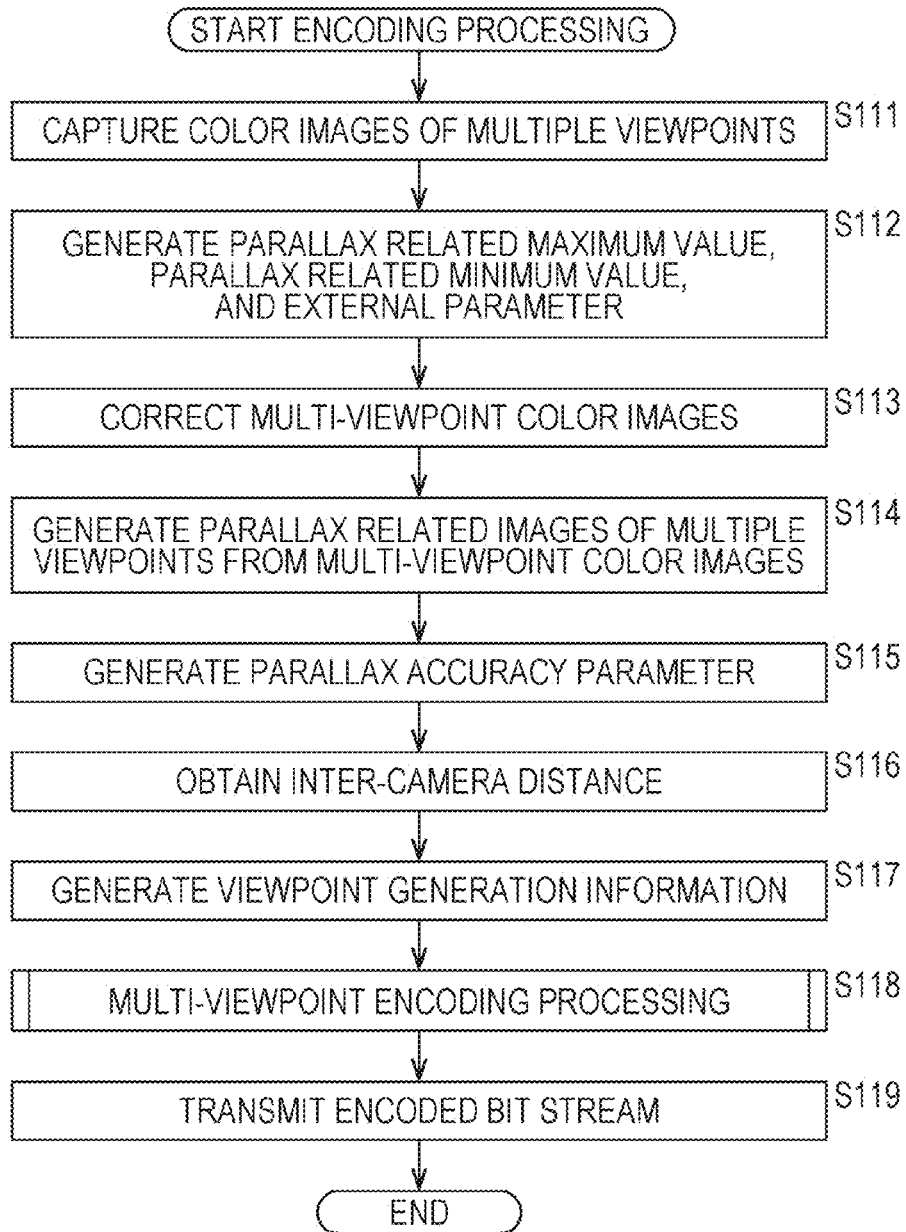 START ENCODING PROCESSING
CAPTURE COLOR IMAGES OF MULTIPLE VIEWPOINTS
S111
GENERATE PARALLAX RELATED MAXIMUM VALUE,
PARALLAX RELATED MINIMUM VALUE,
AND EXTERNAL PARAMETER
S112
CORRECT MULTI-VIEWPOINT COLOR IMAGES
S113
GENERATE PARALLAX RELATED IMAGES OF MULTIPLE
VIEWPOINTS FROM MULTI-VIEWPOINT COLOR IMAGES
S114
GENERATE PARALLAX ACCURACY PARAMETER
S115
OBTAIN INTER-CAMERA DISTANCE
S116
GENERATE VIEWPOINT GENERATION INFORMATION
S117
MULTI-VIEWPOINT ENCODING PROCESSING
S118
TRANSMIT ENCODED BIT STREAM
S119
END